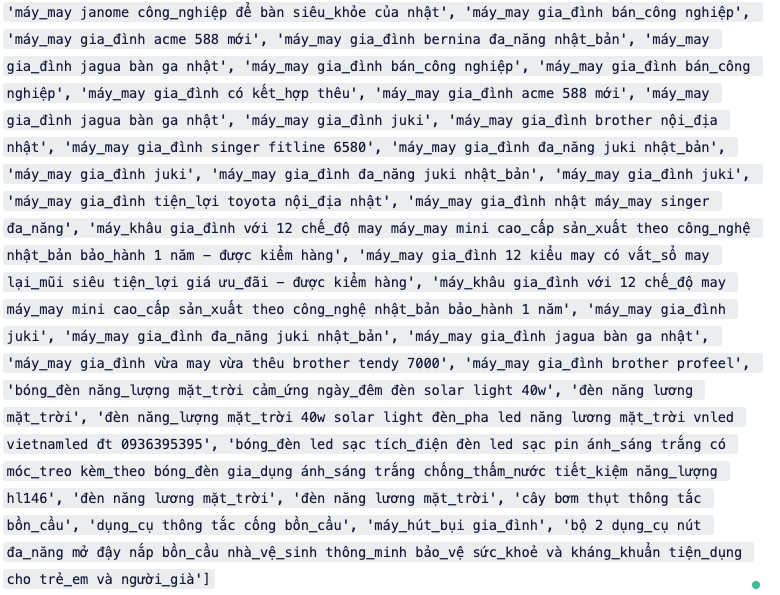 'máy_may janome công_nghiệp để bàn siêu_khỏe của nhật', 'máy_may gia_đình bán_công nghiệp',
'máy_may gia_đình acme 588 mới', 'máy_may gia_đình bernina đa_năng nhật_bản', 'máy_may
gia_đình jagua bàn ga nhật', 'máy_may gia_đình bán_công nghiệp', 'máy_may gia_đình bán_công
nghiệp', 'máy_may gia_đình có kết_hợp thêu', 'máy_may gia_đình acme 588 mới', 'máy_may
gia_đình jagua bàn ga nhật', 'máy_may gia_đình juki', 'máy_may gia_đình brother nội_địa
nhật', 'máy_may gia_đình singer fitline 6580', 'máy_may gia_đình đa_năng juki nhật_bản',
'máy_may gia_đình juki', 'máy_may gia_đình đa_năng juki nhật_bản', 'máy_may gia_đình juki',
'máy_may gia_đình tiện_lợi toyota nội_địa nhật', 'máy_may gia_đình nhật máy_may singer
đa_năng', 'máy_khâu gia_đình với 12 chế_độ may máy_may mini cao_cấp sản_xuất theo công_nghệ
nhật_bản bảo_hành 1 năm – được kiểm hàng', 'máy_may gia_đình 12 kiểu may có vắt_sổ may
lại_mũi siêu tiện_lợi giá ưu_đãi – được kiểm hàng', 'máy_khâu gia_đình với 12 chế_độ may
máy_may mini cao_cấp sản_xuất theo công_nghệ nhật_bản bảo_hành 1 năm', 'máy_may gia_đình
juki', 'máy_may gia_đình đa_năng juki nhật_bản', 'máy_may gia_đình jagua bàn ga nhật',
'máy_may gia_đình vừa may vừa thêu brother tendy 7000', 'máy_may gia_đình brother profeel',
'bóng_đèn năng_lượng mặt_trời cảm_ứng ngày_đêm đèn solar light 40w', 'đèn năng lương
mặt_trời', 'đèn năng_lượng mặt_trời 40w solar light đèn_pha led năng lương mặt_trời vnled
vietnamled đt 0936395395', 'bóng_đèn led sạc tích_điện đèn led sạc pin ánh_sáng trắng có
móc_treo kèm_theo bóng_đèn gia_dụng ánh_sáng trắng chống_thấm_nước tiết_kiệm năng_lượng
hl146', 'đèn năng lương mặt_trời', 'đèn năng lương mặt_trời', 'cây bơm thụt thông tắc
bồn_cầu', 'dụng_cụ thông tắc cống bồn_cầu', 'máy_hút_bụi gia_đình', 'bộ 2 dụng_cụ nút
đa_năng mở đậy nắp bồn_cầu nhà_vệ_sinh thông_minh bảo_vệ sức_khoẻ và kháng_khuẩn tiện_dụng
cho trẻ_em và người_già']